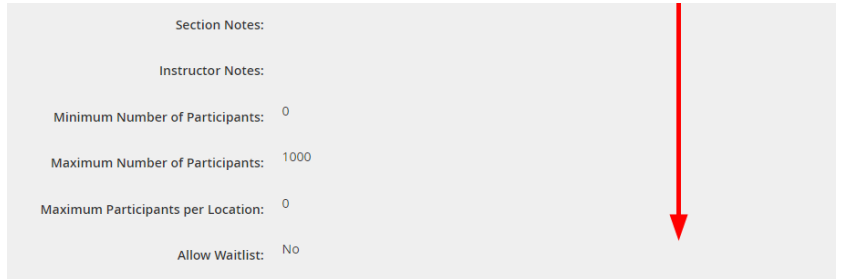 Section Notes:
Instructor Notes:
Minimum Number of Participants: 0
Maximum Number of Participants: 1000
Maximum Participants per Location: 0
Allow Waitlist: No